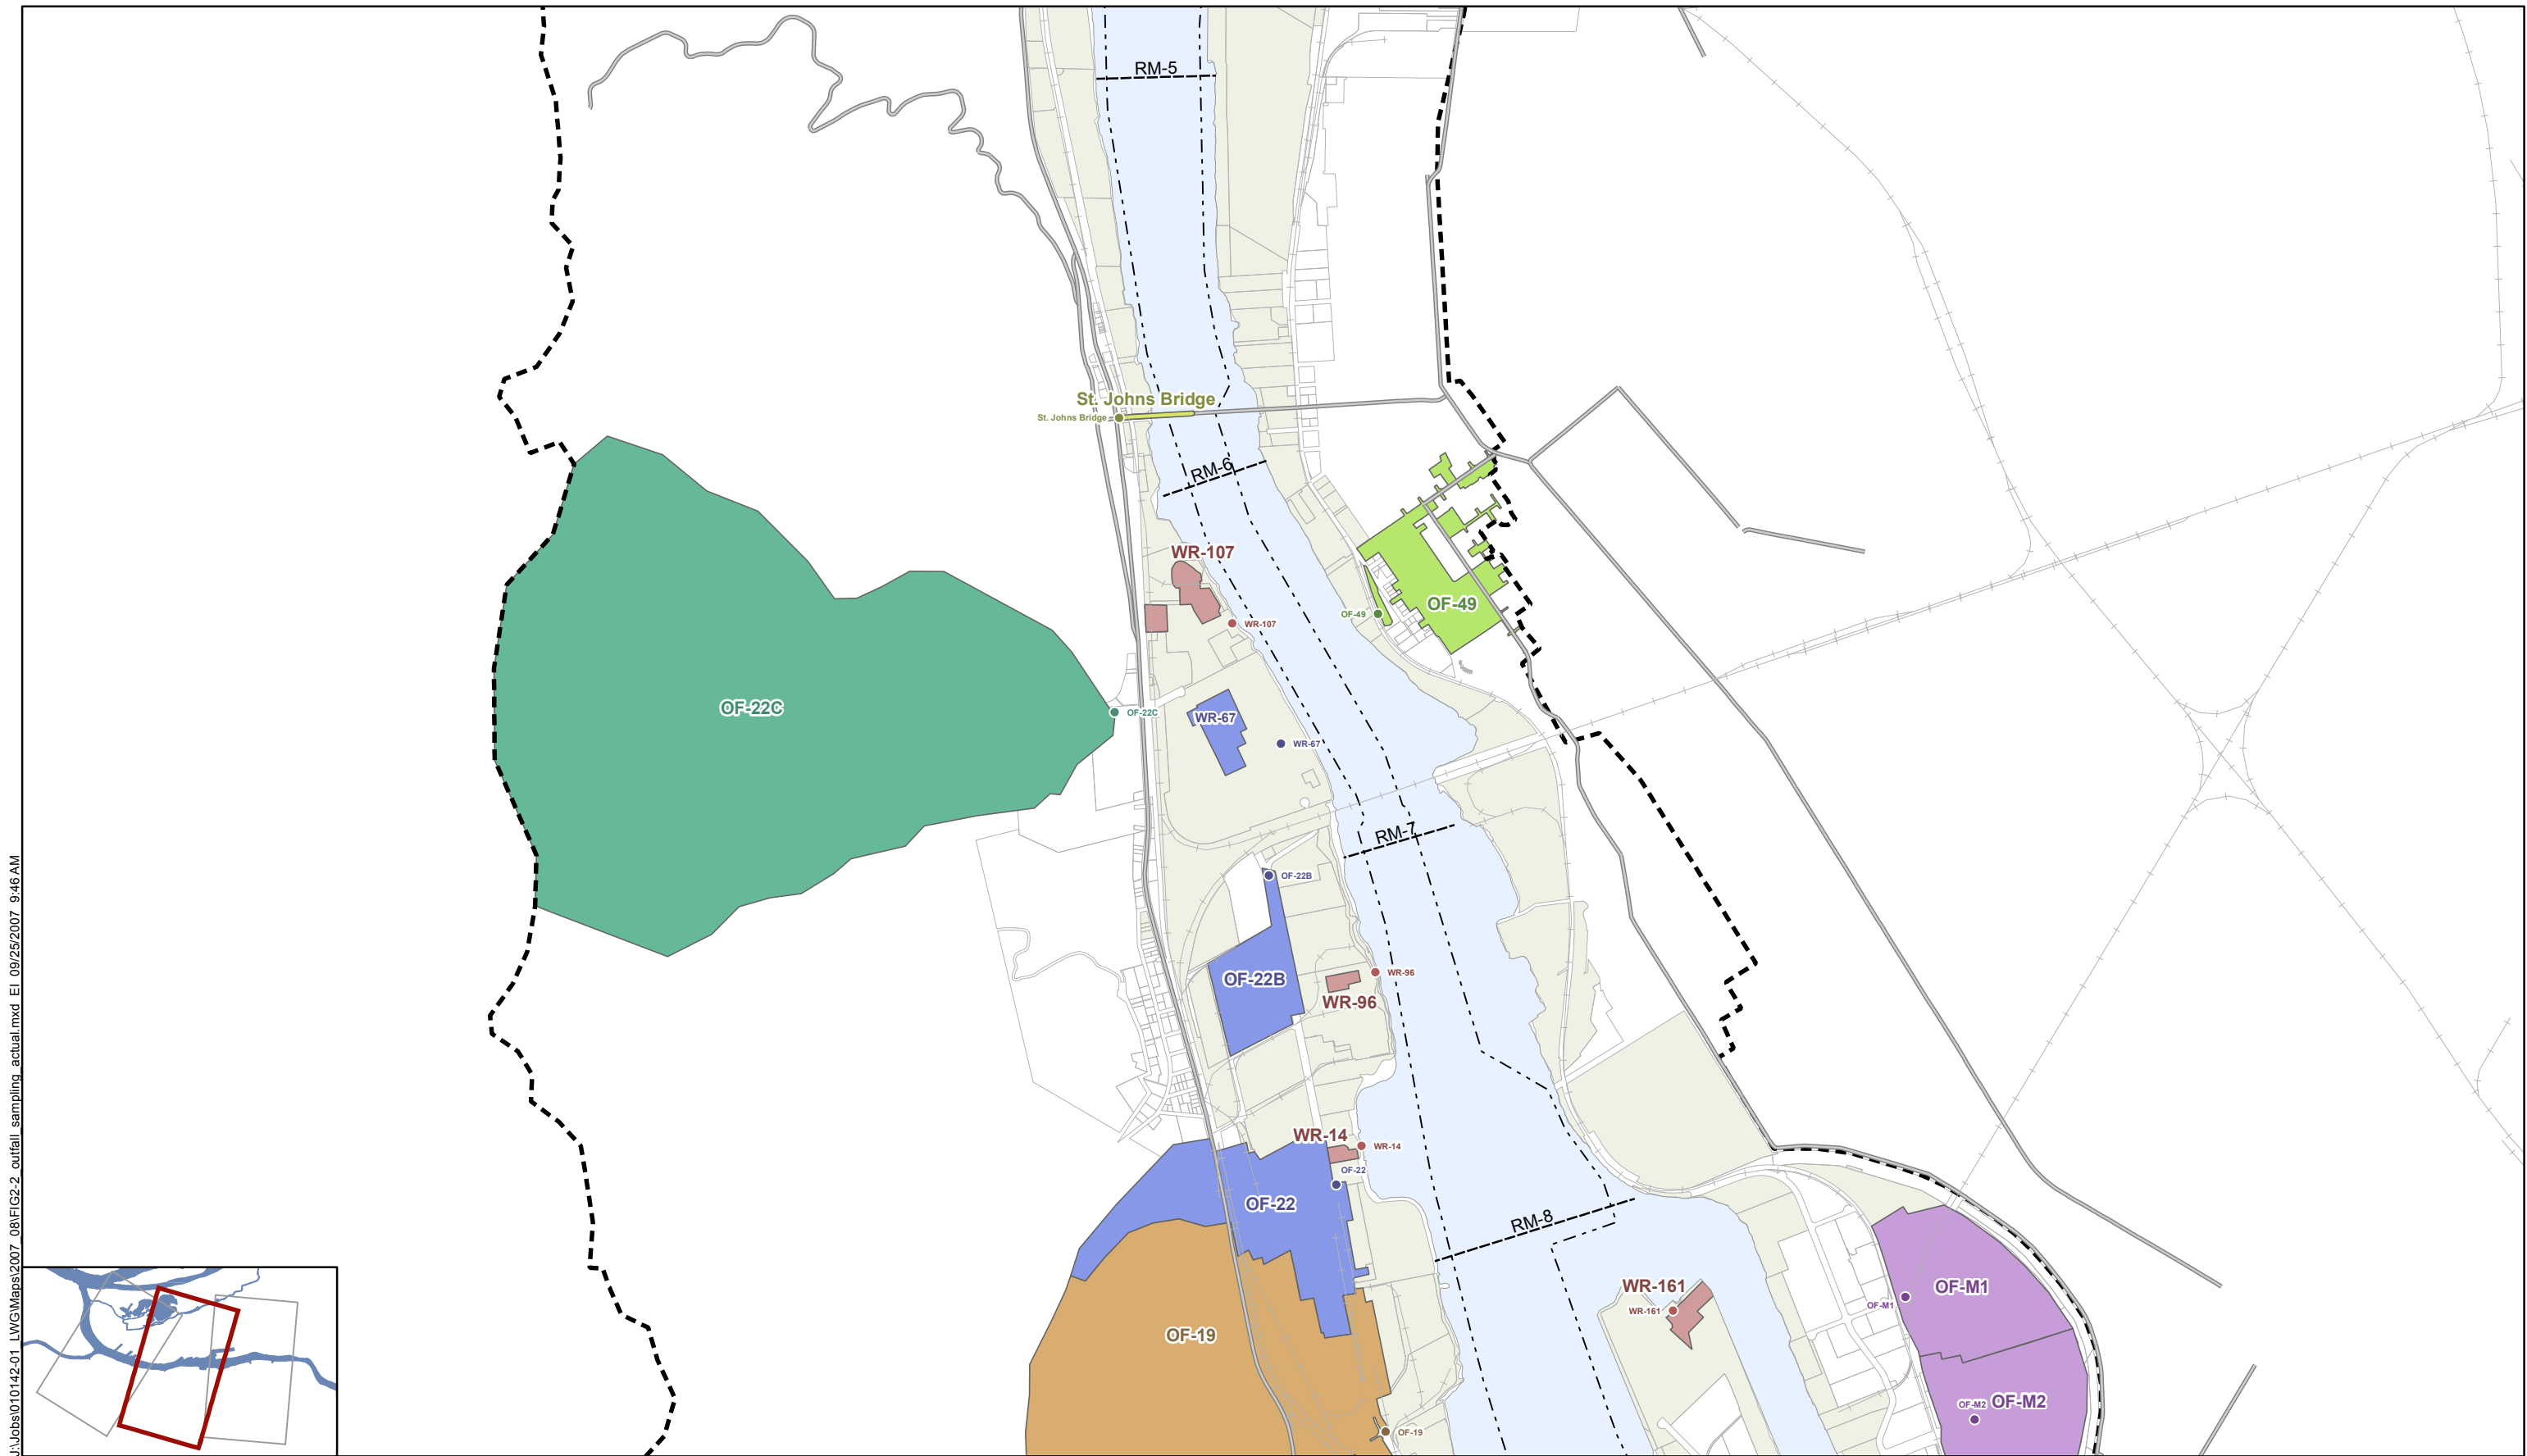 RM-5
St. Johns Bridge
St. Johns Bridge
RM-6
WR-107
OF-49
OF-49
WR-107
OF-22C
OF-22C
WR-67
WR-67
RM-7
OF-22B
OF-22B
WR-96
WR-96
WR-14
WR-14
OF-22
OF-22
RM-8
WR-161
WR-161
OF-M1
OF-M1
OF-19
OF-M2
OF-M2
OF-19
J:\Jobs\010142-01_LWG\Maps\2007_08\FIG2-2_outfall_sampling_actual.mxd EI 09/25/2007 9:46 AM